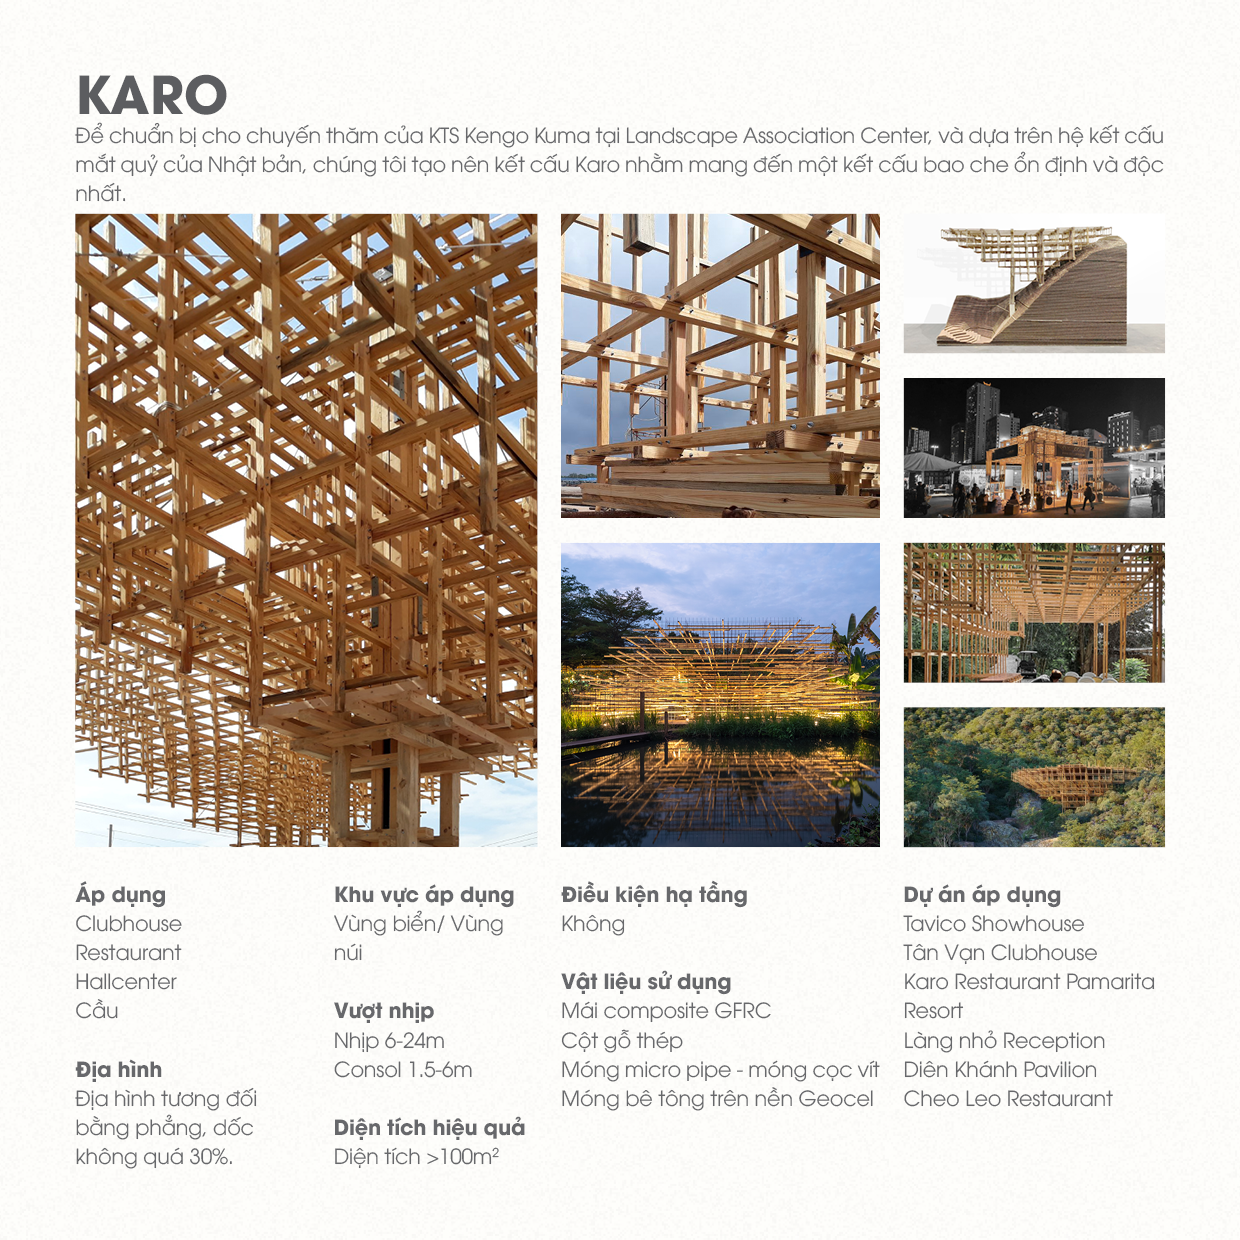 KARO
Để chuẩn bị cho chuyến thăm của KTS Kengo Kuma tại Landscape Association Center, và dựa trên hệ kết cấu
mắt quỷ của Nhật bản, chúng tôi tạo nên kết cấu Karo nhằm mang đến một kết cấu bao che ổn định và độc
nhất.
Áp dụng
Clubhouse
Restaurant
Hallcenter
Cầu
Địa hình
Địa hình tương đối
bằng phẳng, dốc
không quá 30%.
Khu vực áp dụng
Vùng biển/ Vùng
núi
Vượt nhịp
Nhịp 6-24m
Consol 1.5-6m
Diện tích hiệu quả
Diện tích >100m²
Điều kiện hạ tầng
Không
Vật liệu sử dụng
Mái composite GFRC
Cột gỗ thép
Móng micro pipe - móng cọc vít
Móng bê tông trên nền Geocel
Dự án áp dụng
Tavico Showhouse
Tân Vạn Clubhouse
Karo Restaurant Pamarita
Resort
Làng nhỏ Reception
Diên Khánh Pavilion
Cheo Leo Restaurant